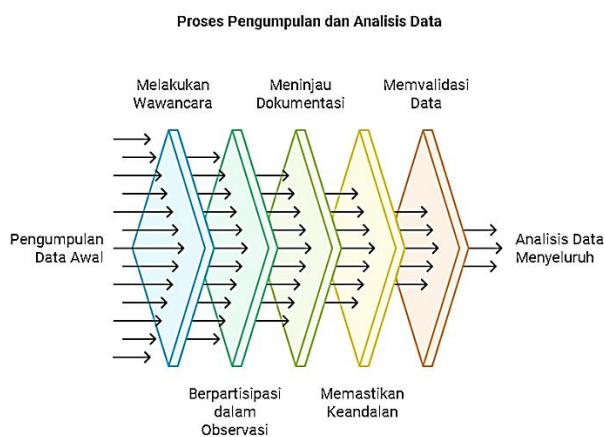 Proses Pengumpulan dan Analisis Data
Melakukan
Wawancara
Meninjau
Dokumentasi
Memvalidasi
Data
Pengumpulan
Data Awal
Analisis Data
Menyeluruh
Berpartisipasi
dalam
Observasi
Memastikan
Keandalan